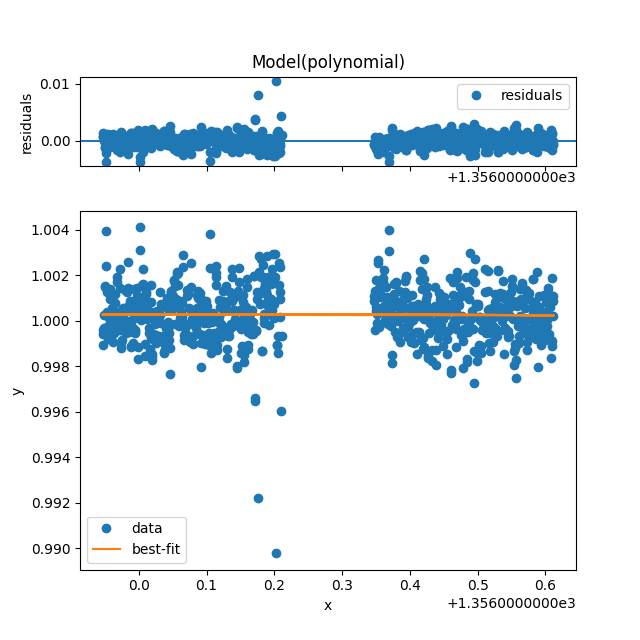 Model(polynomial)
0.01
0.00
residuals
residuals
+1.3560000000e3
1.004
1.002
1.000
0.998
0.996
0.994
0.992
0.990
y
data
best-fit
0.0 0.1 0.2 0.3 0.4 0.5 0.6
x
+1.3560000000e3